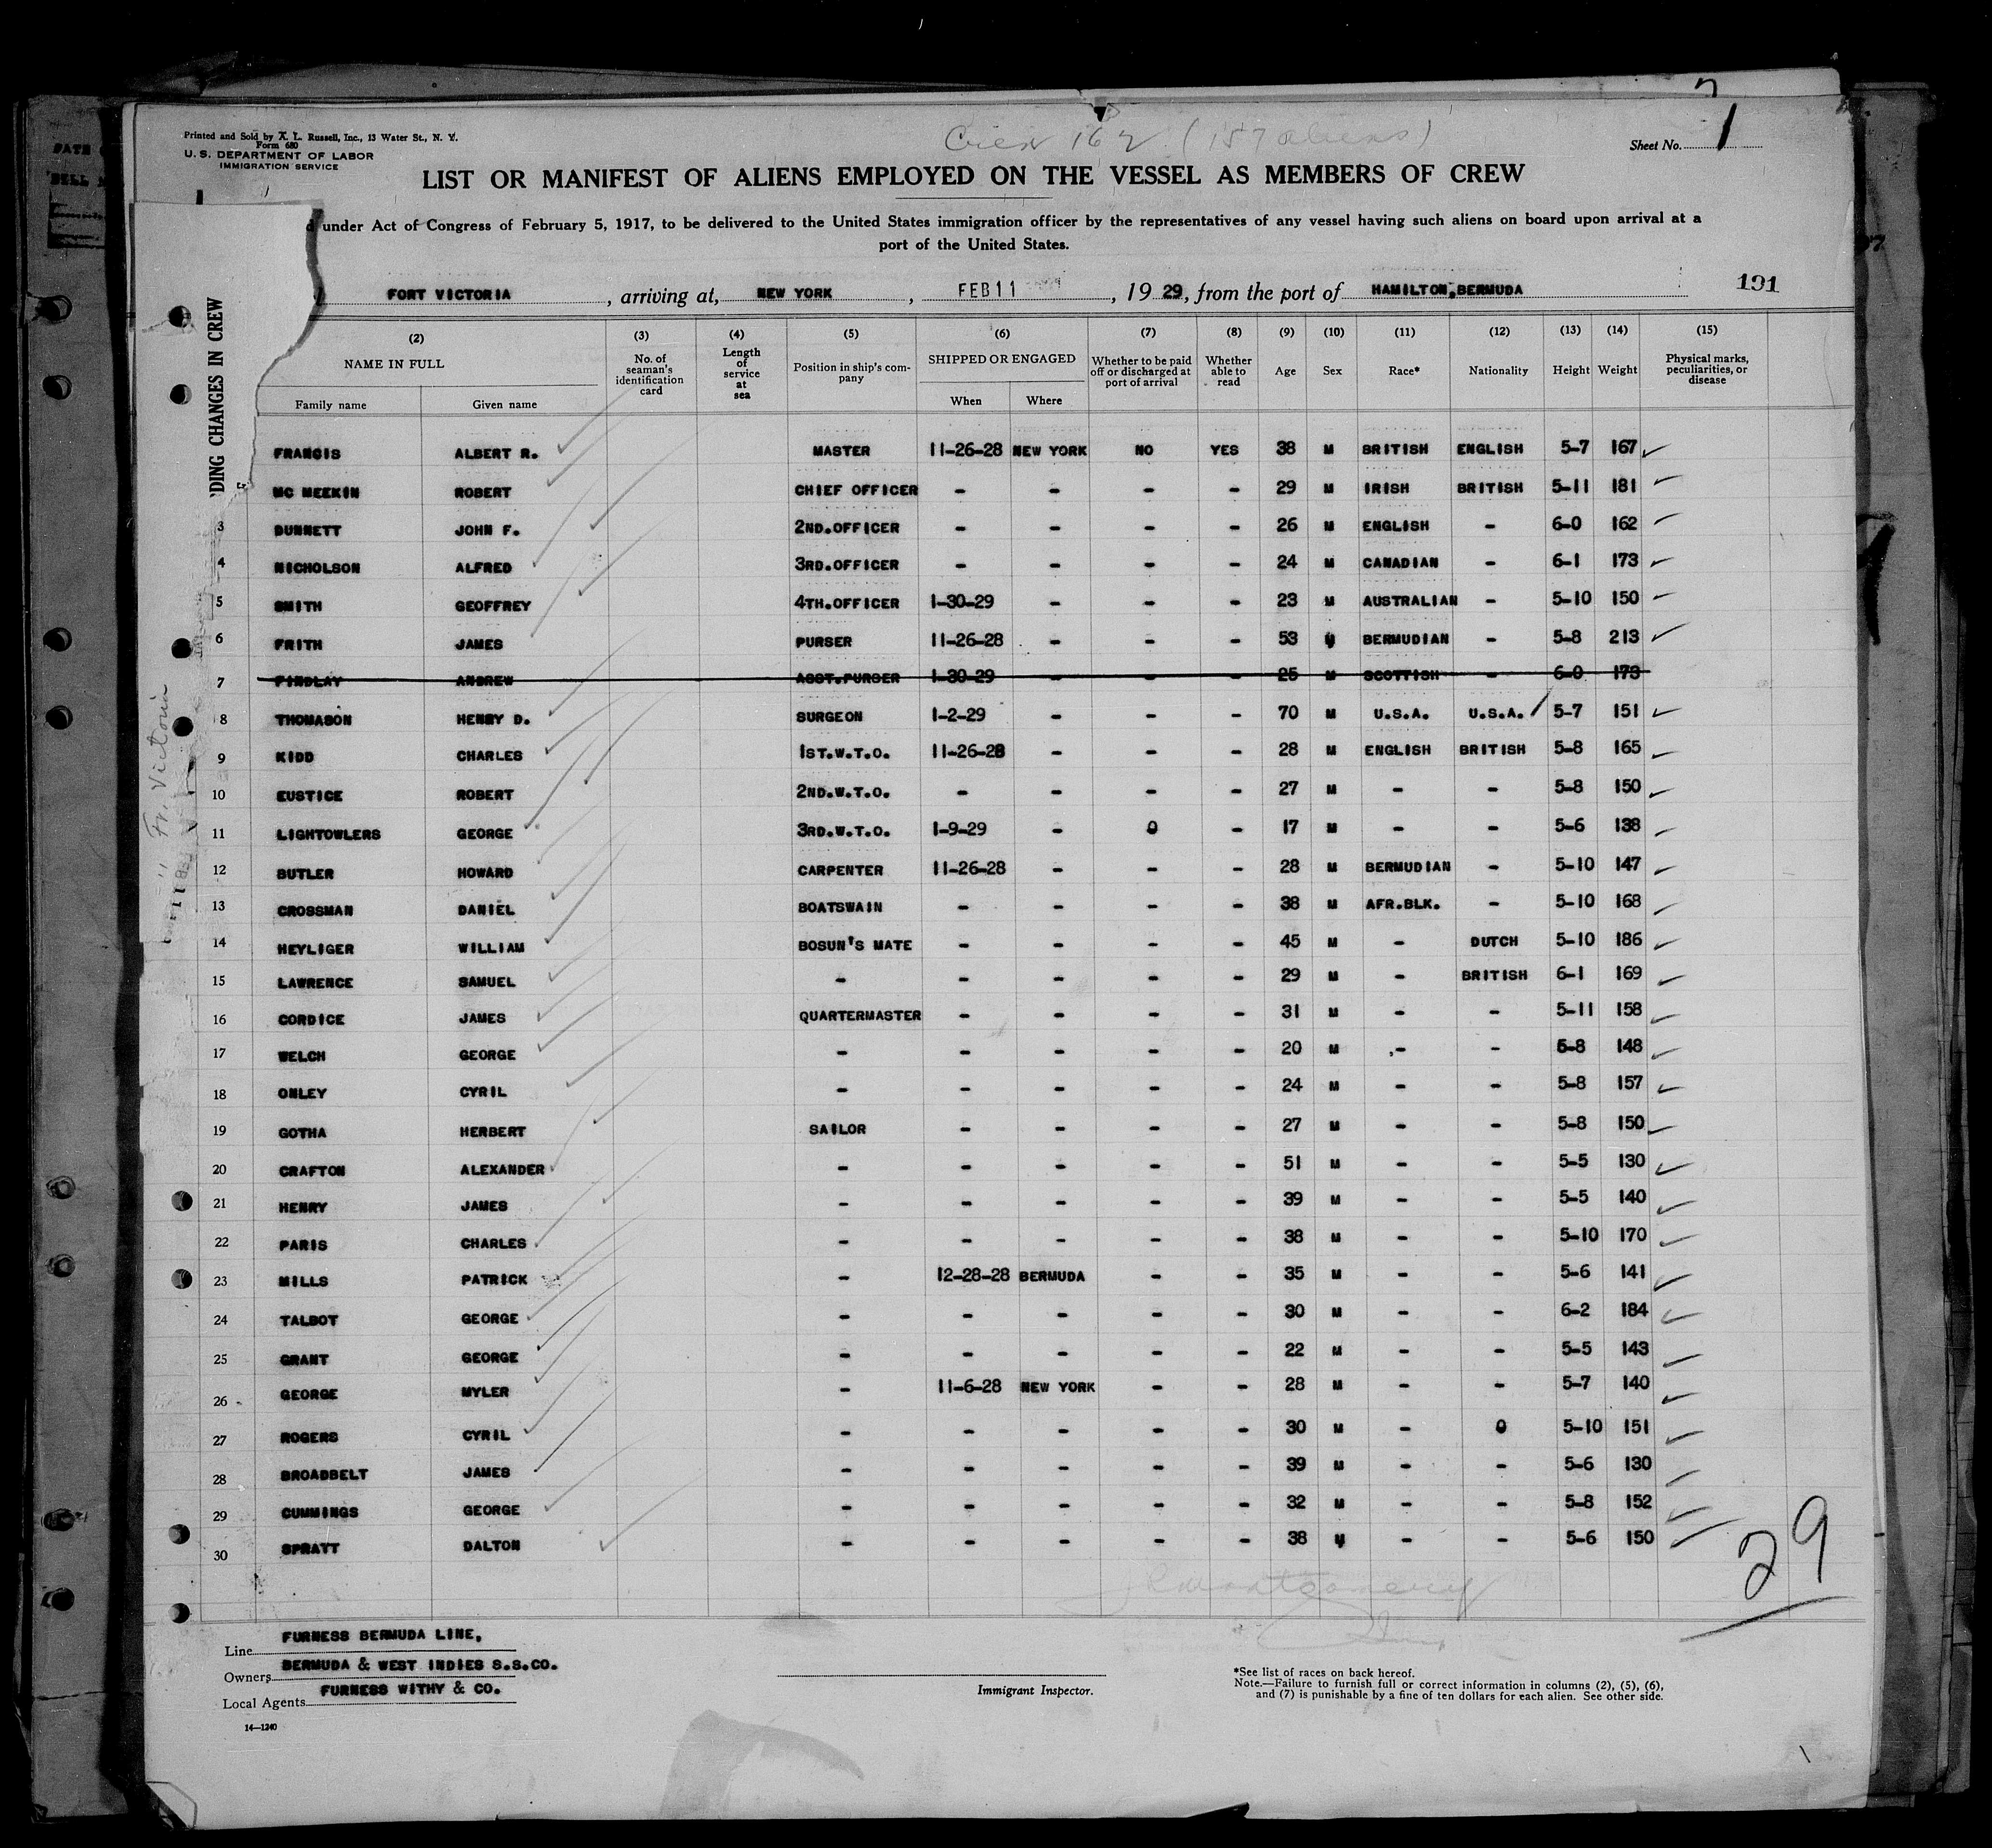 Crew 162 (157 aliens)
Printed and Sold by A. L. Russell, Inc., 13 Water St., N. Y.
Form 680
U. S. DEPARTMENT OF LABOR
IMMIGRATION SERVICE
Sheet No. 1
LIST OR MANIFEST OF ALIENS EMPLOYED ON THE VESSEL AS MEMBERS OF CREW
under Act of Congress of February 5, 1917, to be delivered to the United States immigration officer by the representatives of any vessel having such aliens on board upon arrival at a
port of the United States.
FORT VICTORIA, arriving at, NEW YORK, FEB 11, 19 29, from the port of HAMILTON, BERMUDA 191
DING CHANGES IN CREW
Ft. Victoria
(2) (3) (4) (5) (6) (7) (8) (9) (10) (11) (12) (13) (14) (15)
NAME IN FULL No. of seaman's identification card Length of service at sea Position in ship's company SHIPPED OR ENGAGED Whether to be paid off or discharged at port of arrival Whether able to read Age Sex Race* Nationality Height Weight Physical marks, peculiarities, or disease
Family name Given name When Where
FRANCIS ALBERT R. MASTER 11-26-28 NEW YORK NO YES 38 M BRITISH ENGLISH 5-7 167
MC MEEKIN ROBERT CHIEF OFFICER - - - - 29 M IRISH BRITISH 5-11 181
3 DUNNETT JOHN F. 2ND.OFFICER - - - - 26 M ENGLISH - 6-0 162
4 NICHOLSON ALFRED 3RD.OFFICER - - - - 24 M CANADIAN - 6-1 173
5 SMITH GEOFFREY 4TH.OFFICER 1-30-29 - - - 23 M AUSTRALIAN - 5-10 150
6 FRITH JAMES PURSER 11-26-28 - - - 53 M BERMUDIAN - 5-8 213
7 FINDLAY ANDREW ASST.PURSER 1-30-29 - - - 25 M SCOTTISH - 6-0 173
8 THOMASON HENRY D. SURGEON 1-2-29 - - - 70 M U.S.A. U.S.A. 5-7 151
9 KIDD CHARLES 1ST.W.T.O. 11-26-28 - - - 28 M ENGLISH BRITISH 5-8 165
10 EUSTICE ROBERT 2ND.W.T.O. - - - - 27 M - - 5-8 150
11 LIGHTOWLERS GEORGE 3RD.W.T.O. 1-9-29 - 0 - 17 M - - 5-6 138
12 BUTLER HOWARD CARPENTER 11-26-28 - - - 28 M BERMUDIAN - 5-10 147
13 CROSSMAN DANIEL BOATSWAIN - - - - 38 M AFR.BLK. - 5-10 168
14 HEYLIGER WILLIAM BOSUN'S MATE - - - - 45 M - DUTCH 5-10 186
15 LAWRENCE SAMUEL - - - - - 29 M - BRITISH 6-1 169
16 CORDICE JAMES QUARTERMASTER - - - - 31 M - - 5-11 158
17 WELCH GEORGE - - - - - 20 M - - 5-8 148
18 ONLEY CYRIL - - - - - 24 M - - 5-8 157
19 GOTHA HERBERT SAILOR - - - - 27 M - - 5-8 150
20 CRAFTON ALEXANDER - - - - - 51 M - - 5-5 130
21 HENRY JAMES - - - - - 39 M - - 5-5 140
22 PARIS CHARLES - - - - - 38 M - - 5-10 170
23 MILLS PATRICK - 12-28-28 BERMUDA - - 35 M - - 5-6 141
24 TALBOT GEORGE - - - - - 30 M - - 6-2 184
25 GRANT GEORGE - - - - - 22 M - - 5-5 143
26 GEORGE MYLER - 11-6-28 NEW YORK - - 28 M - - 5-7 140
27 ROGERS CYRIL - - - - - 30 M - 0 5-10 151
28 BROADBELT JAMES - - - - - 39 M - - 5-6 130
29 CUMMINGS GEORGE - - - - - 32 M - - 5-8 152
30 SPRATT DALTON - - - - - 38 M - - 5-6 150
29
Line FURNESS BERMUDA LINE,
Owners BERMUDA & WEST INDIES S.S.CO.
Local Agents FURNESS WITHY & CO.
14—1240
Immigrant Inspector.
*See list of races on back hereof.
Note.—Failure to furnish full or correct information in columns (2), (5), (6),
and (7) is punishable by a fine of ten dollars for each alien. See other side.